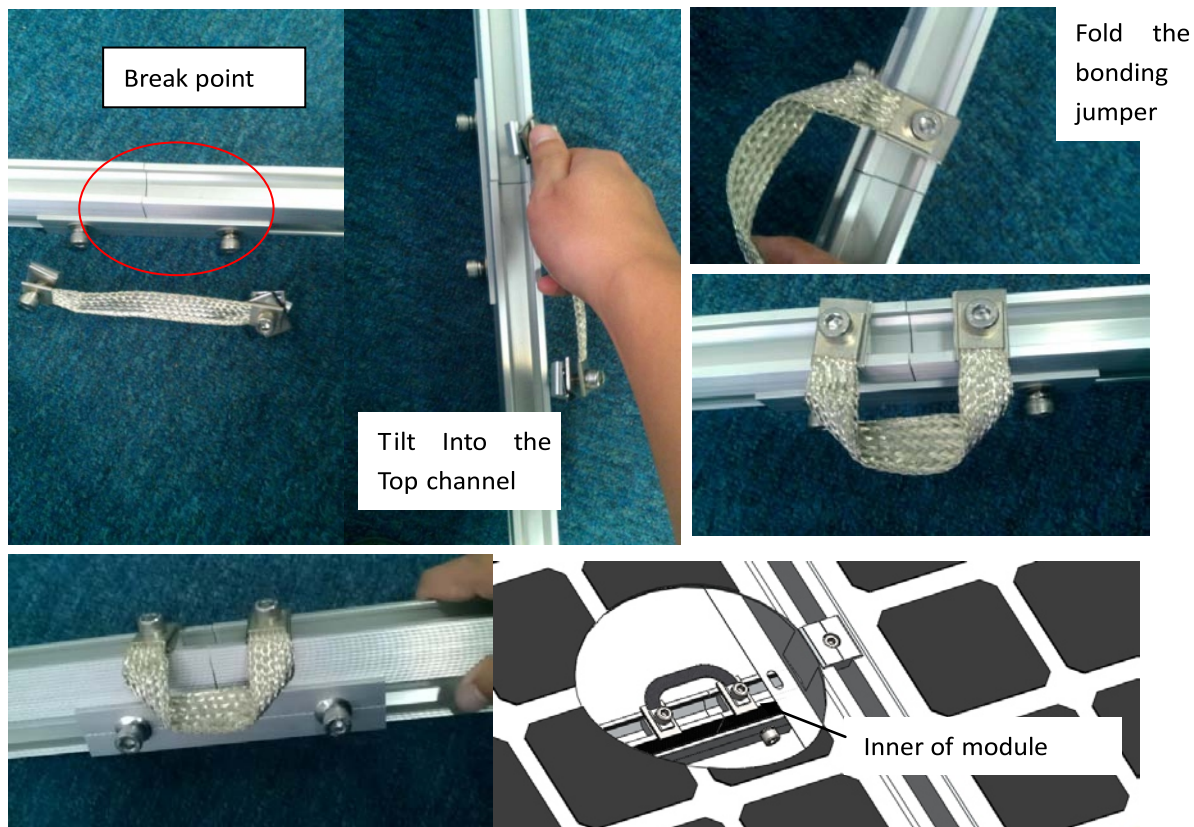 Break point
Tilt Into the
Top channel
Fold the
bonding
jumper
Inner of module